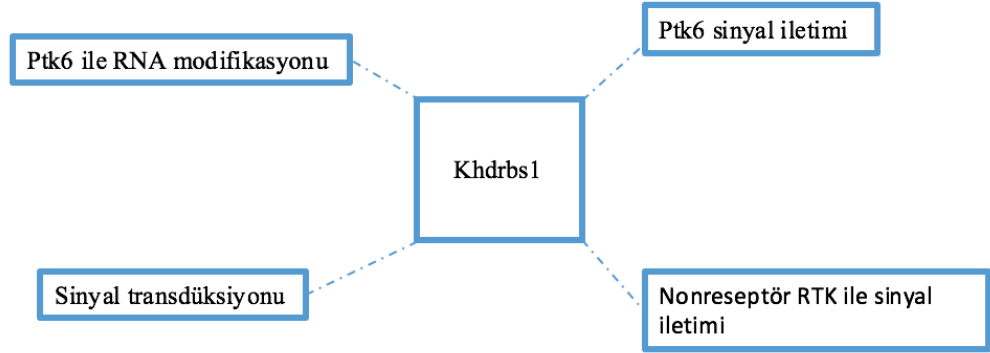 Ptk6 sinyal iletimi
Ptk6 ile RNA modifikasyonu
Khdrbs1
Sinyal transdüksiyonu
Nonreseptör RTK ile sinyal
iletimi